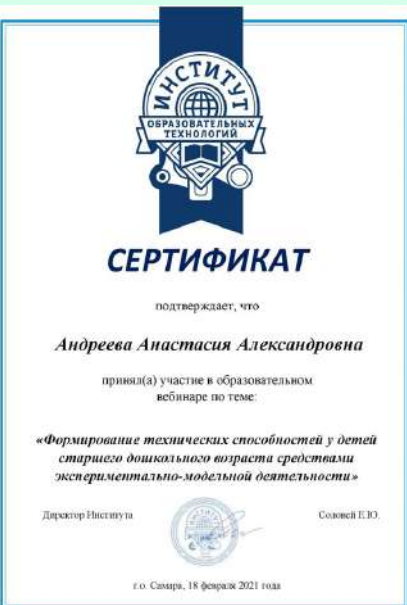 ИНСТИТУТ
ОБРАЗОВАТЕЛЬНЫХ
ТЕХНОЛОГИЙ
СЕРТИФИКАТ
подтверждает, что
Андреева Анастасия Александровна
принял(а) участие в образовательном
вебинаре по теме:
«Формирование технических способностей у детей
старшего дошкольного возраста средствами
экспериментально-модельной деятельности»
Директор Института Соловей Е.Ю.
г.о. Самара, 18 февраля 2021 года